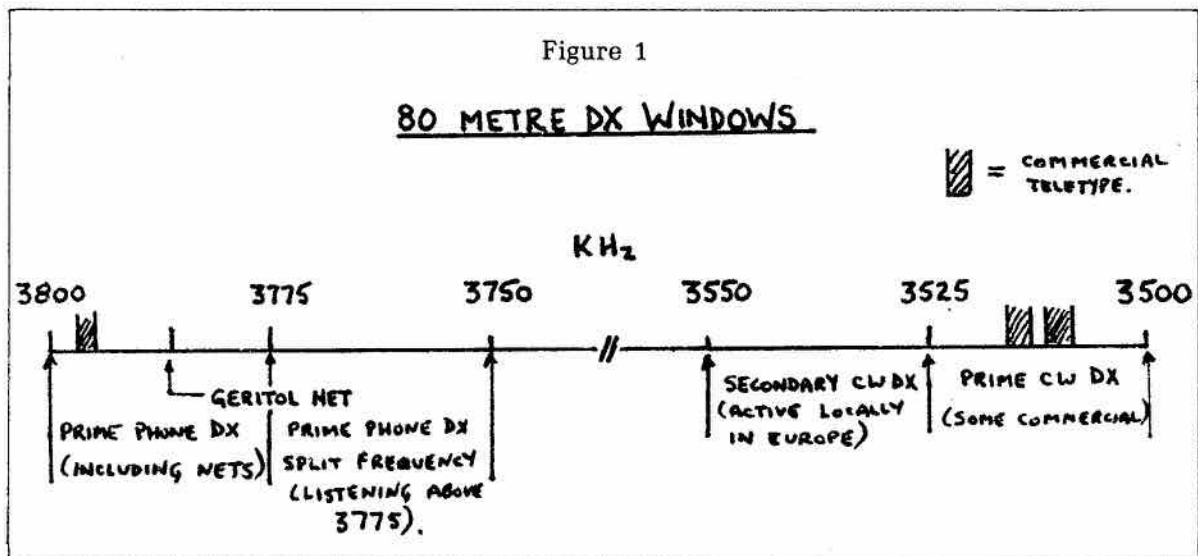 Figure 1
80 METRE DX WINDOWS
= COMMERCIAL
TELETYPE.
KHz
3800 3775 3750 3550 3525 3500
GERITOL NET
PRIME PHONE DX
(INCLUDING NETS)
PRIME PHONE DX
SPLIT FREQUENCY
(LISTENING ABOVE
3775).
SECONDARY CW DX
(ACTIVE LOCALLY
IN EUROPE)
PRIME CW DX
(SOME COMMERCIAL)